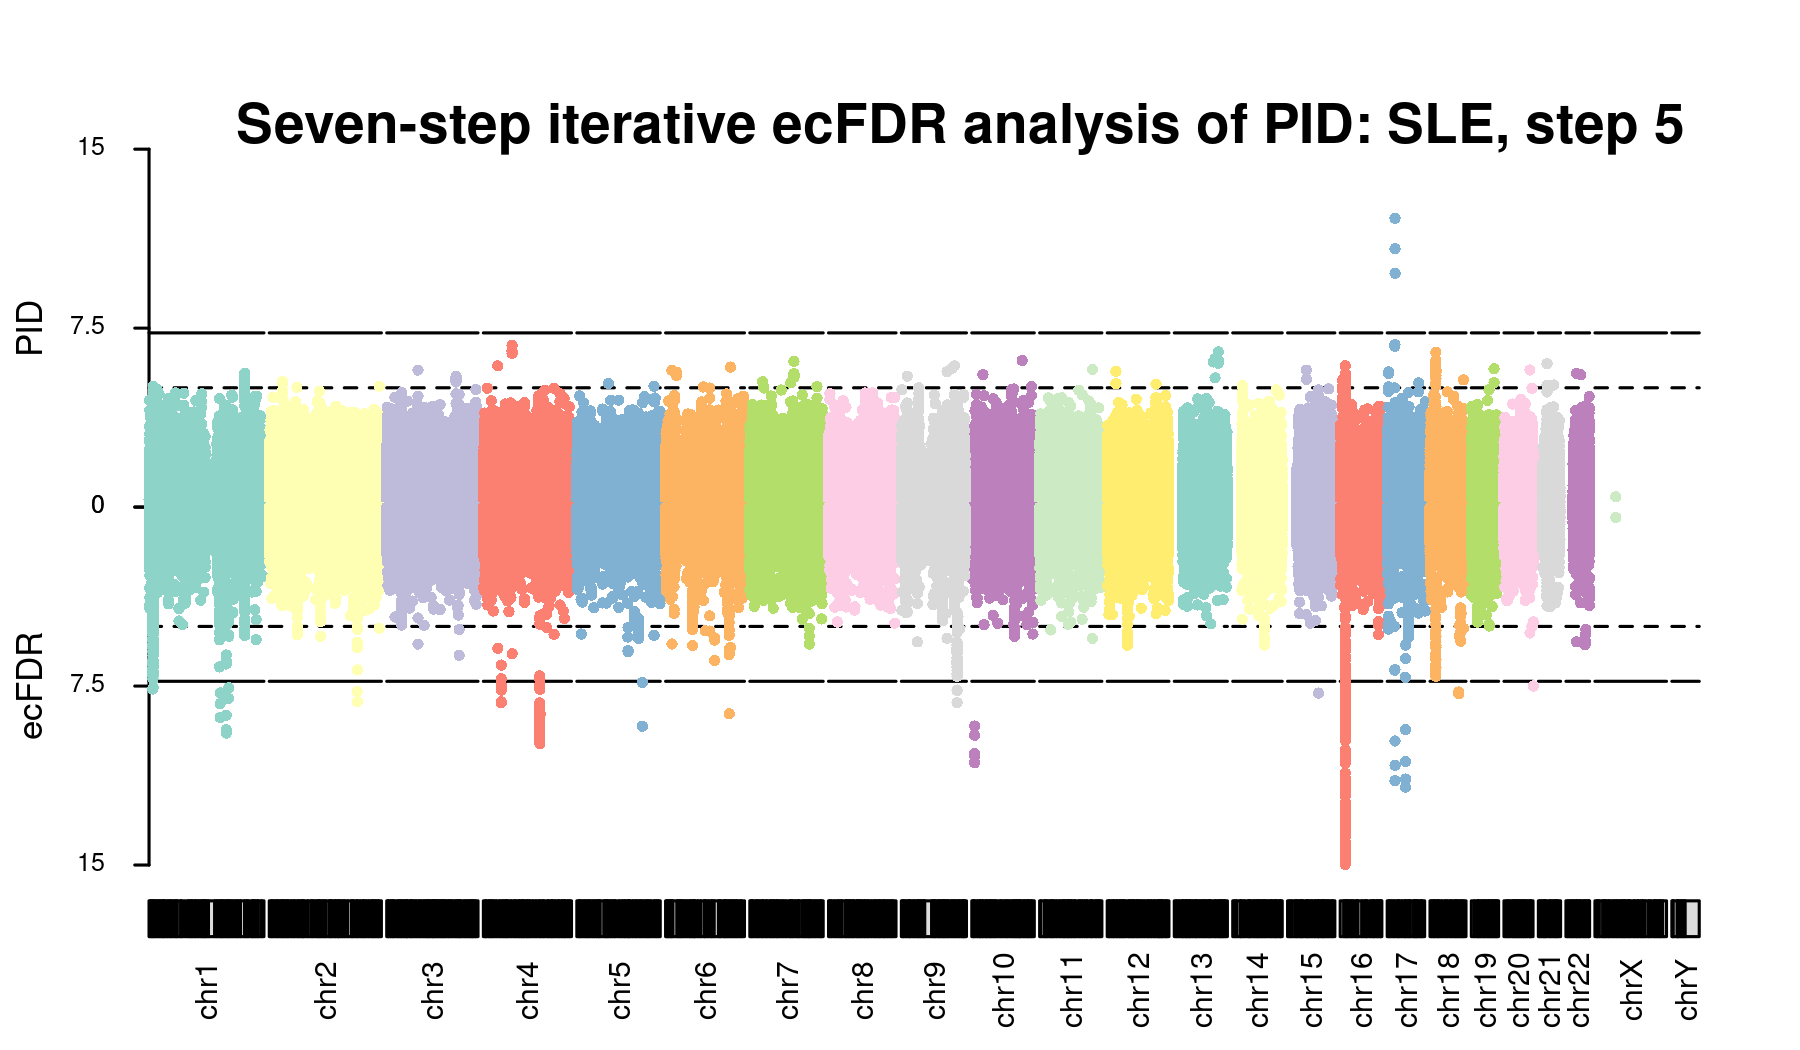 Seven-step iterative ecFDR analysis of PID: SLE, step 5
15
7.5
0
7.5
15
PID
ecFDR
chr1 chr2 chr3 chr4 chr5 chr6 chr7 chr8 chr9 chr10 chr11 chr12 chr13 chr14 chr15 chr16 chr17 chr18 chr19 chr20 chr21 chr22 chrX chrY